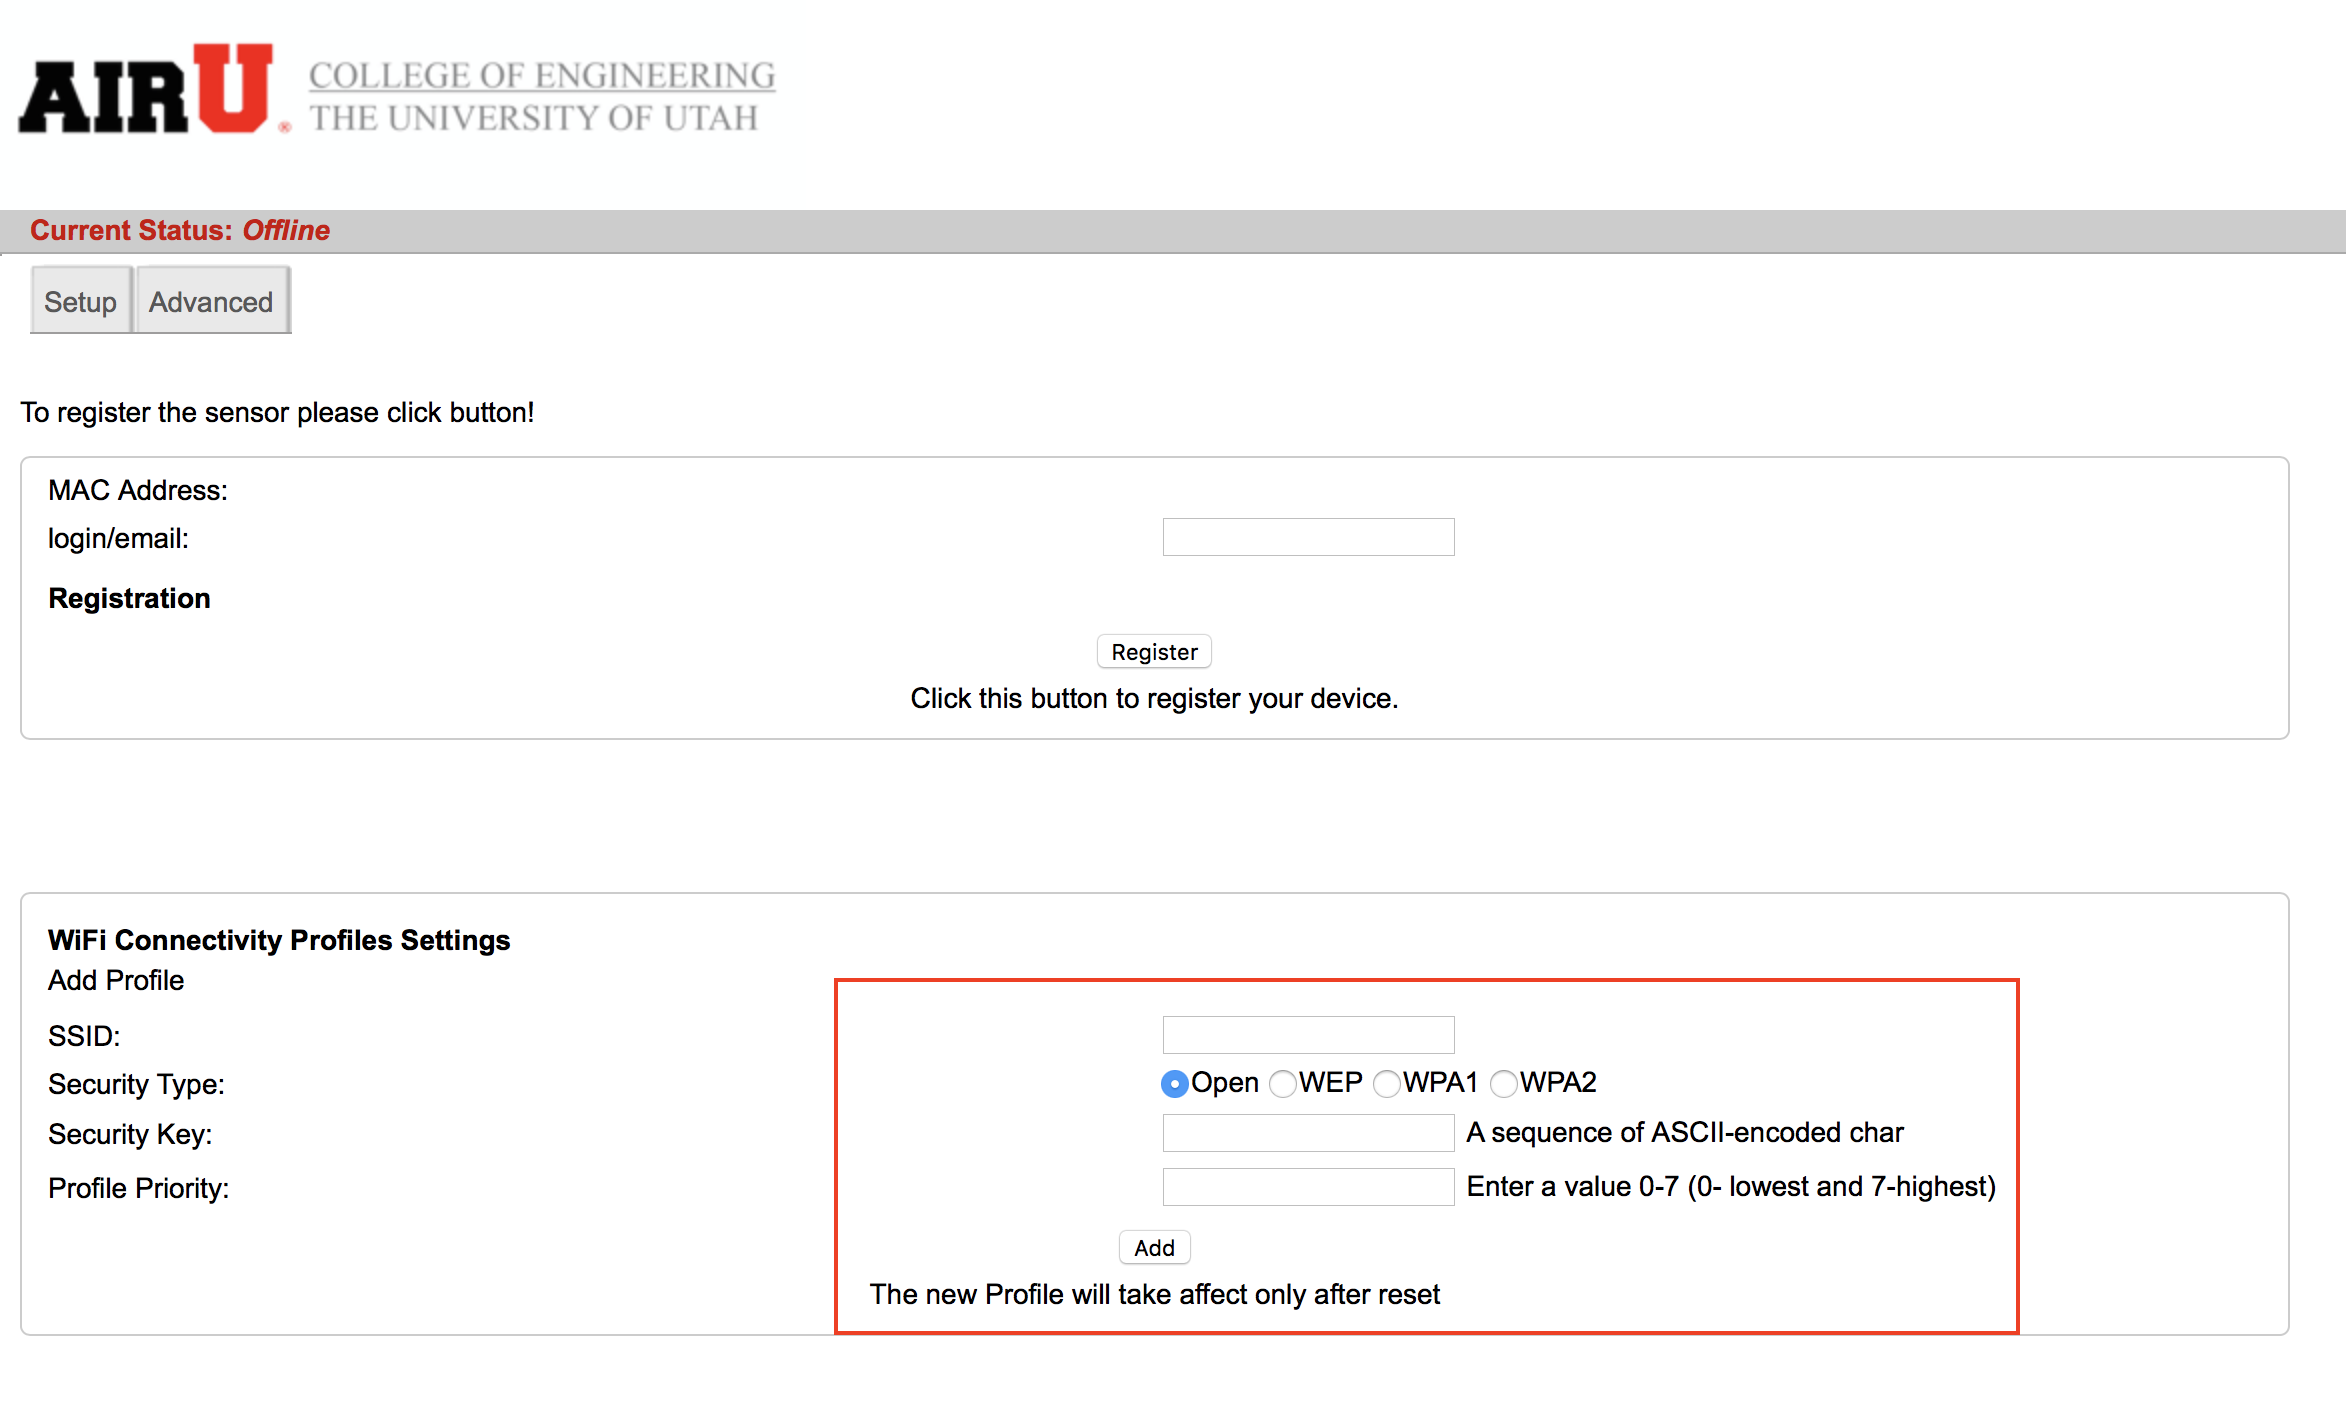 AIRU® COLLEGE OF ENGINEERING
THE UNIVERSITY OF UTAH
Current Status: Offline
Setup Advanced
To register the sensor please click button!
MAC Address:
login/email:
Registration
Register
Click this button to register your device.
WiFi Connectivity Profiles Settings
Add Profile
SSID:
Security Type: Open WEP WPA1 WPA2
Security Key: A sequence of ASCII-encoded char
Profile Priority: Enter a value 0-7 (0- lowest and 7-highest)
Add
The new Profile will take affect only after reset